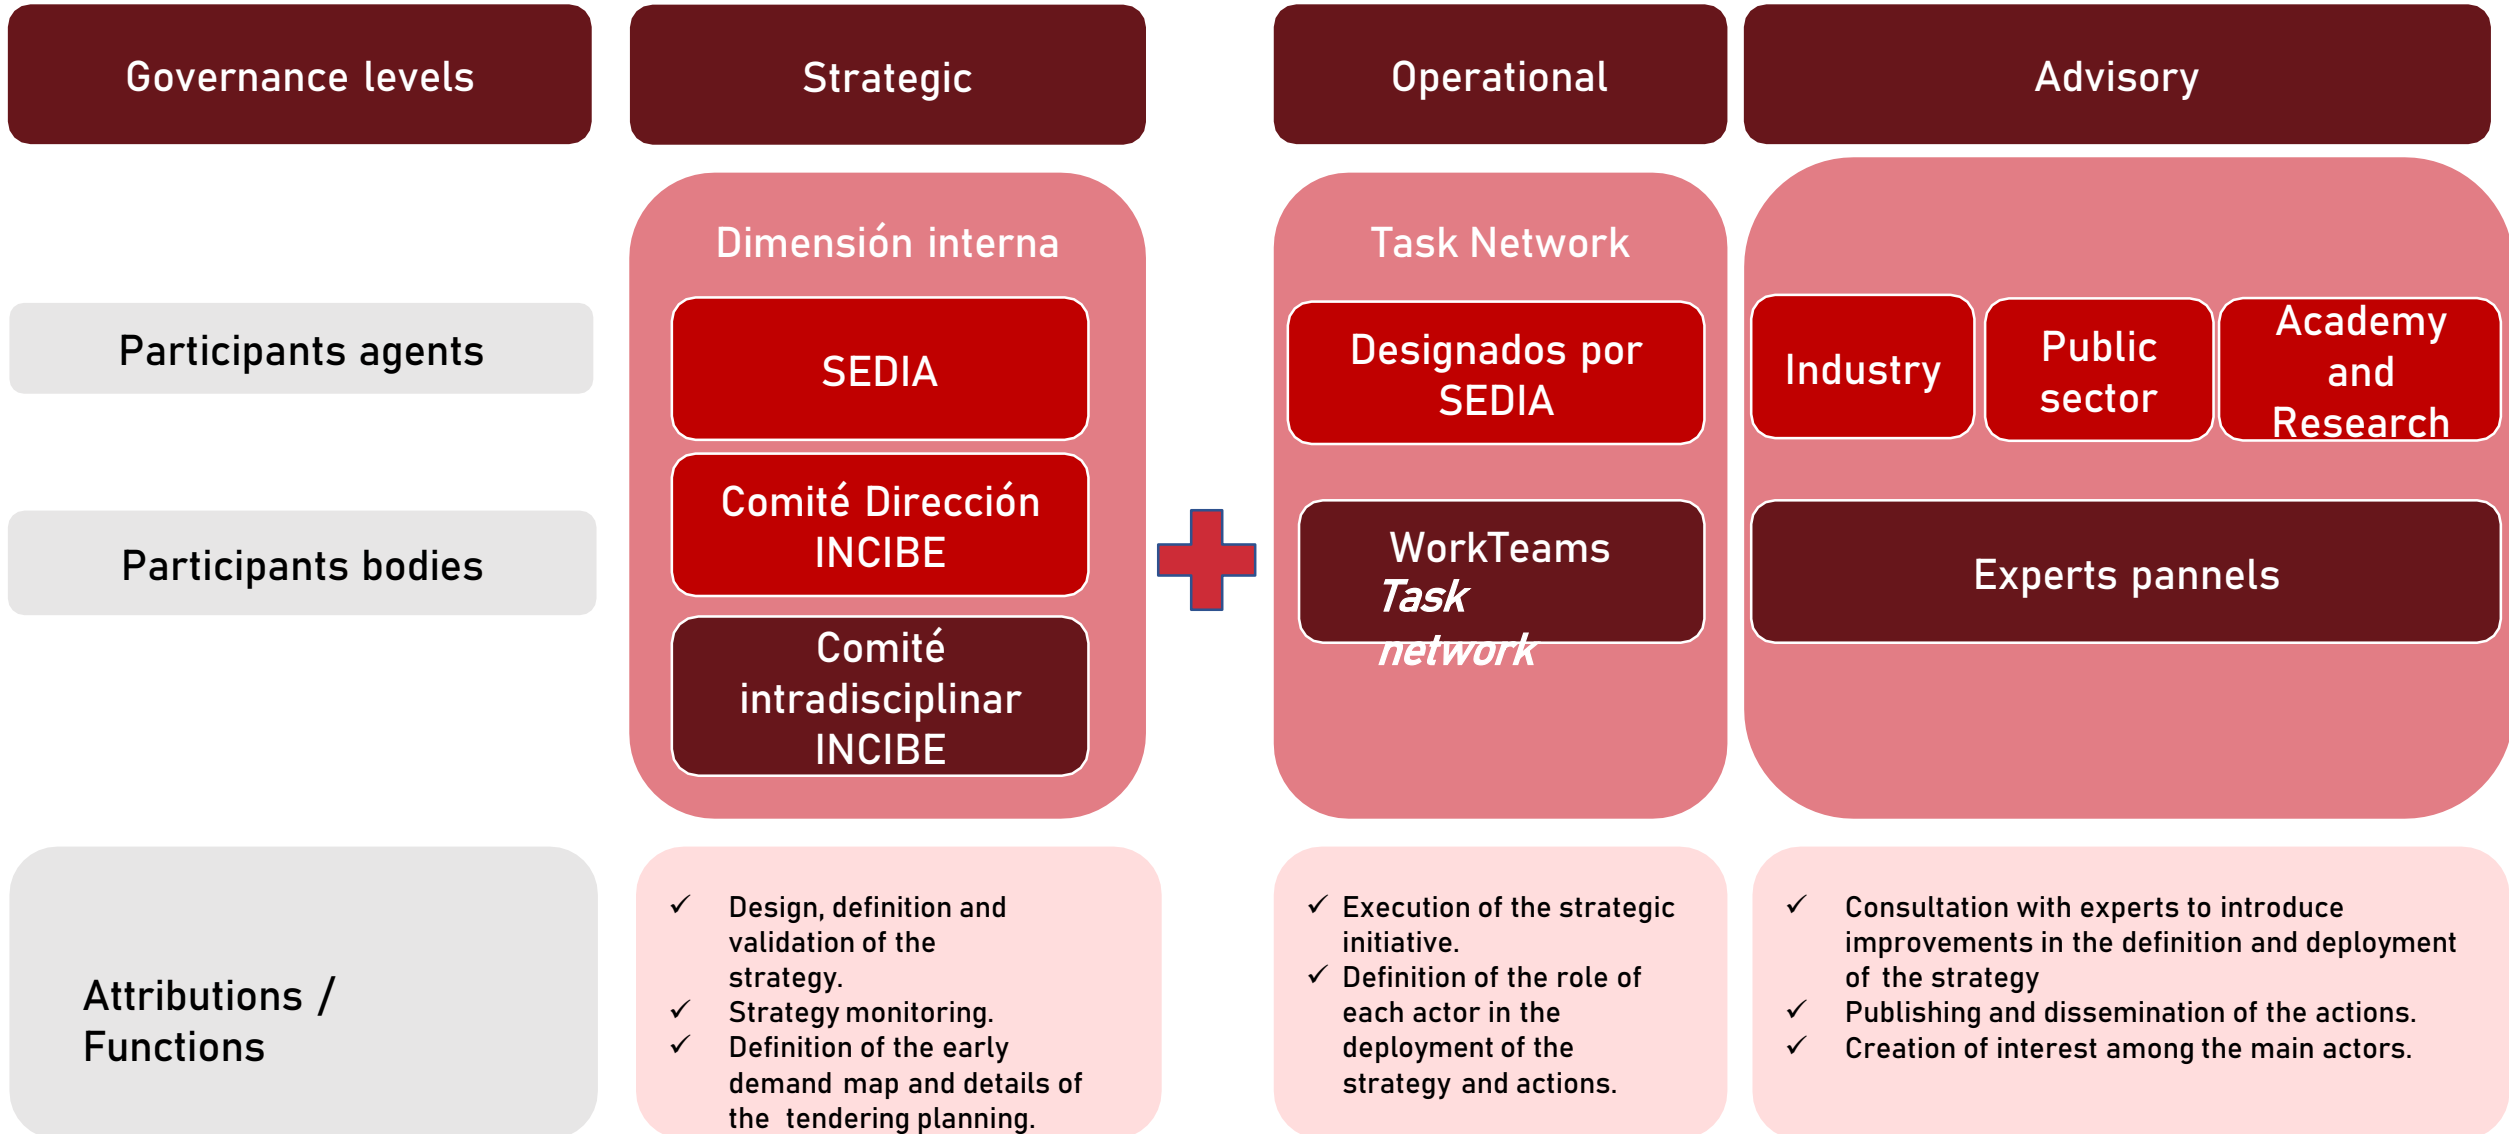 Governance levels
Strategic
Operational
Advisory
Dimensión interna
Task Network
Participants agents
SEDIA
Designados por
SEDIA
Industry
Public
sector
Academy
and
Research
Participants bodies
Comité Dirección
INCIBE
WorkTeams
Task
network
Experts pannels
Comité
intradisciplinar
INCIBE
Attributions /
Functions
✓ Design, definition and
validation of the
strategy.
✓ Strategy monitoring.
✓ Definition of the early
demand map and details of
the tendering planning.
✓ Execution of the strategic
initiative.
✓ Definition of the role of
each actor in the
deployment of the
strategy and actions.
✓ Consultation with experts to introduce
improvements in the definition and deployment
of the strategy
✓ Publishing and dissemination of the actions.
✓ Creation of interest among the main actors.